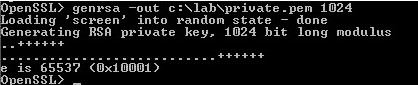 OpenSSL> genrsa -out c:\lab\private.pem 1024
Loading 'screen' into random state - done
Generating RSA private key, 1024 bit long modulus
..++++++
............................++++++
e is 65537 (0x10001)
OpenSSL> _